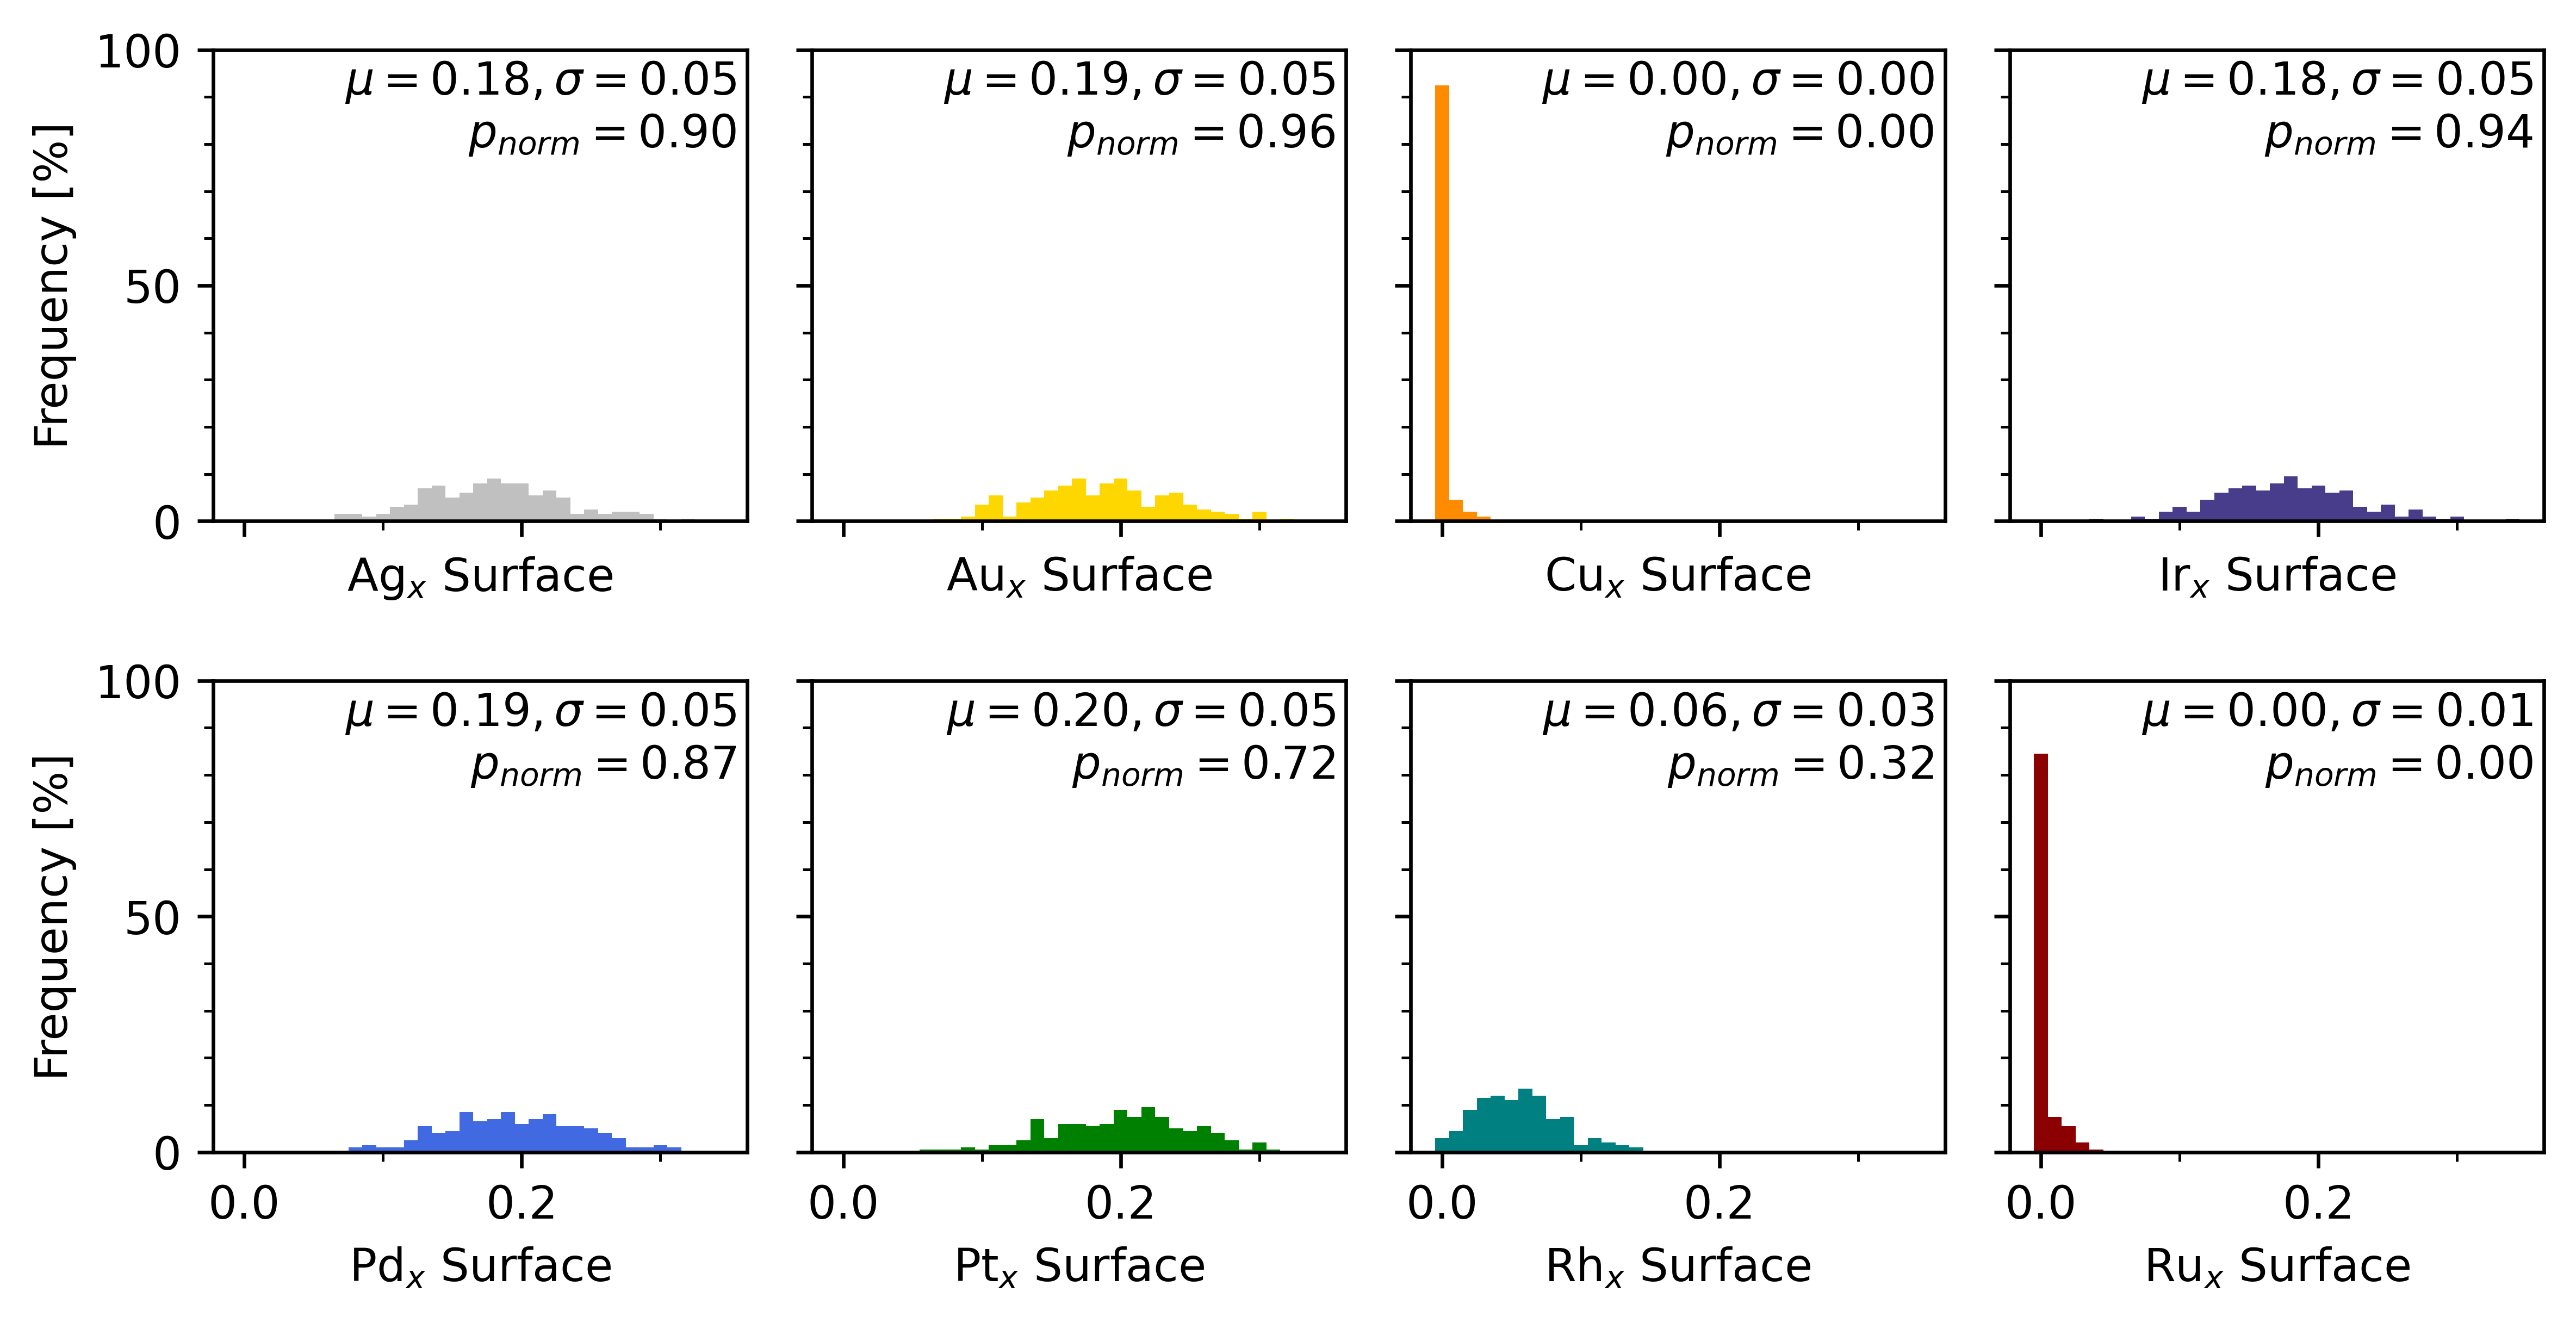 Frequency [%]
100
50
0
μ = 0.18, σ = 0.05
p_norm = 0.90
Ag_x Surface
μ = 0.19, σ = 0.05
p_norm = 0.96
Au_x Surface
μ = 0.00, σ = 0.00
p_norm = 0.00
Cu_x Surface
μ = 0.18, σ = 0.05
p_norm = 0.94
Ir_x Surface
Frequency [%]
100
50
0
μ = 0.19, σ = 0.05
p_norm = 0.87
0.0 0.2
Pd_x Surface
μ = 0.20, σ = 0.05
p_norm = 0.72
0.0 0.2
Pt_x Surface
μ = 0.06, σ = 0.03
p_norm = 0.32
0.0 0.2
Rh_x Surface
μ = 0.00, σ = 0.01
p_norm = 0.00
0.0 0.2
Ru_x Surface